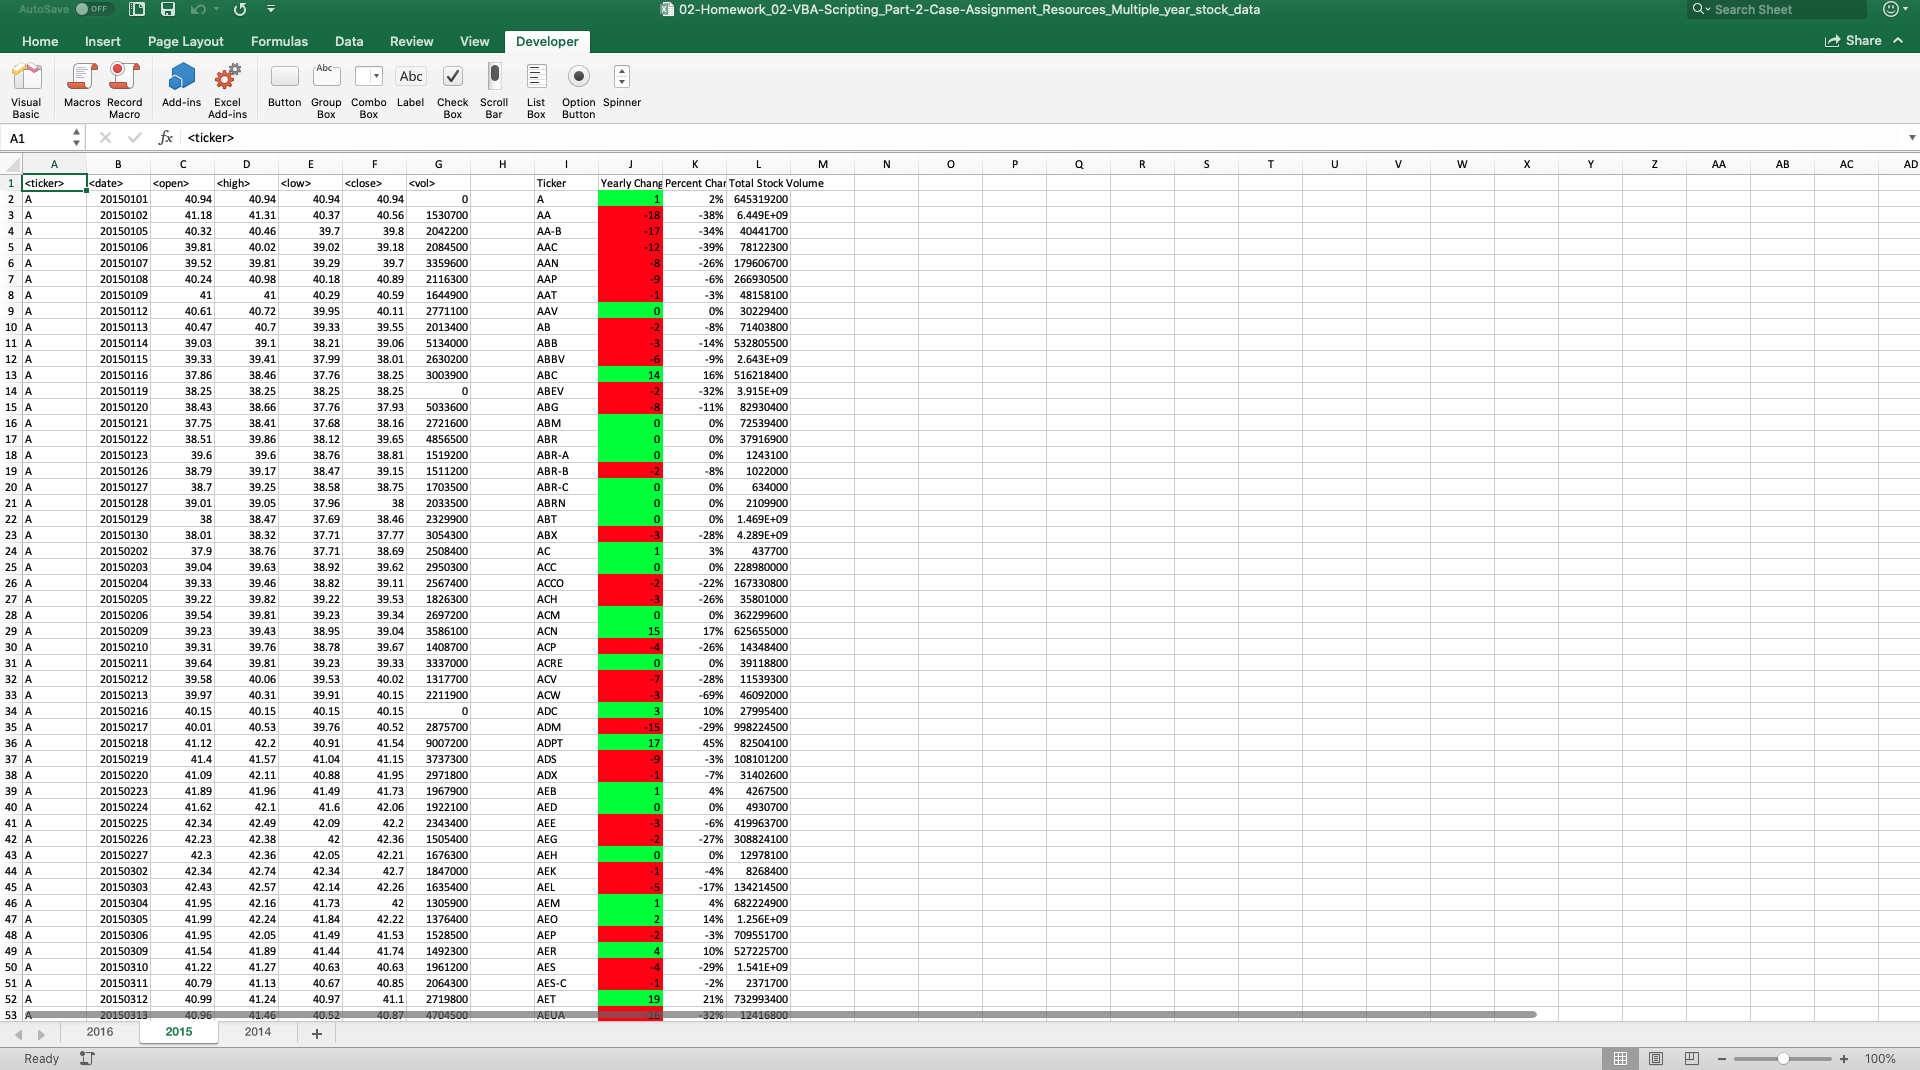 AutoSave OFF 02-Homework_02-VBA-Scripting_Part-2-Case-Assignment_Resources_Multiple_year_stock_data Search Sheet
Home Insert Page Layout Formulas Data Review View Developer Share
Abc Abc
Visual Basic Macros Record Macro Add-ins Excel Add-ins Button Group Box Combo Box Label Check Box Scroll Bar List Box Option Button Spinner
A1 fx <ticker>
A B C D E F G H I J K L M N O P Q R S T U V W X Y Z AA AB AC AD
1 <ticker> <date> <open> <high> <low> <close> <vol> Ticker Yearly Chang Percent Char Total Stock Volume
2 A 20150101 40.94 40.94 40.94 40.94 0 A 1 2% 645319200
3 A 20150102 41.18 41.31 40.37 40.56 1530700 AA -18 -38% 6.449E+09
4 A 20150105 40.32 40.46 39.7 39.8 2042200 AA-B -17 -34% 40441700
5 A 20150106 39.81 40.02 39.02 39.18 2084500 AAC -12 -39% 78122300
6 A 20150107 39.52 39.81 39.29 39.7 3359600 AAN -8 -26% 179606700
7 A 20150108 40.24 40.98 40.18 40.89 2116300 AAP -9 -6% 266930500
8 A 20150109 41 41 40.29 40.59 1644900 AAT -1 -3% 48158100
9 A 20150112 40.61 40.72 39.95 40.11 2771100 AAV 0 0% 30229400
10 A 20150113 40.47 40.7 39.33 39.55 2013400 AB -2 -8% 71403800
11 A 20150114 39.03 39.1 38.21 39.06 5134000 ABB -3 -14% 532805500
12 A 20150115 39.33 39.41 37.99 38.01 2630200 ABBV -6 -9% 2.643E+09
13 A 20150116 37.86 38.46 37.76 38.25 3003900 ABC 14 16% 516218400
14 A 20150119 38.25 38.25 38.25 38.25 0 ABEV -2 -32% 3.915E+09
15 A 20150120 38.43 38.66 37.76 37.93 5033600 ABG -8 -11% 82930400
16 A 20150121 37.75 38.41 37.68 38.16 2721600 ABM 0 0% 72539400
17 A 20150122 38.51 39.86 38.12 39.65 4856500 ABR 0 0% 37916900
18 A 20150123 39.6 39.6 38.76 38.81 1519200 ABR-A 0 0% 1243100
19 A 20150126 38.79 39.17 38.47 39.15 1511200 ABR-B -2 -8% 1022000
20 A 20150127 38.7 39.25 38.58 38.75 1703500 ABR-C 0 0% 634000
21 A 20150128 39.01 39.05 37.96 38 2033500 ABRN 0 0% 2109900
22 A 20150129 38 38.47 37.69 38.46 2329900 ABT 0 0% 1.469E+09
23 A 20150130 38.01 38.32 37.71 37.77 3054300 ABX -3 -28% 4.289E+09
24 A 20150202 37.9 38.76 37.71 38.69 2508400 AC 1 3% 437700
25 A 20150203 39.04 39.63 38.92 39.62 2950300 ACC 0 0% 228980000
26 A 20150204 39.33 39.46 38.82 39.11 2567400 ACCO -2 -22% 167330800
27 A 20150205 39.22 39.82 39.22 39.53 1826300 ACH -3 -26% 35801000
28 A 20150206 39.54 39.81 39.23 39.34 2697200 ACM 0 0% 362299600
29 A 20150209 39.23 39.43 38.95 39.04 3586100 ACN 15 17% 625655000
30 A 20150210 39.31 39.76 38.78 39.67 1408700 ACP -4 -26% 14348400
31 A 20150211 39.64 39.81 39.23 39.33 3337000 ACRE 0 0% 39118800
32 A 20150212 39.58 40.06 39.53 40.02 1317700 ACV -7 -28% 11539300
33 A 20150213 39.97 40.31 39.91 40.15 2211900 ACW -3 -69% 46092000
34 A 20150216 40.15 40.15 40.15 40.15 0 ADC 3 10% 27995400
35 A 20150217 40.01 40.53 39.76 40.52 2875700 ADM -15 -29% 998224500
36 A 20150218 41.12 42.2 40.91 41.54 9007200 ADPT 17 45% 82504100
37 A 20150219 41.4 41.57 41.04 41.15 3737300 ADS -9 -3% 108101200
38 A 20150220 41.09 42.11 40.88 41.95 2971800 ADX -1 -7% 31402600
39 A 20150223 41.89 41.96 41.49 41.73 1967900 AEB 1 4% 4267500
40 A 20150224 41.62 42.1 41.6 42.06 1922100 AED 0 0% 4930700
41 A 20150225 42.34 42.49 42.09 42.2 2343400 AEE -3 -6% 419963700
42 A 20150226 42.23 42.38 42 42.36 1505400 AEG -2 -27% 308824100
43 A 20150227 42.3 42.36 42.05 42.21 1676300 AEH 0 0% 12978100
44 A 20150302 42.34 42.74 42.34 42.7 1847000 AEK -1 -4% 8268400
45 A 20150303 42.43 42.57 42.14 42.26 1635400 AEL -5 -17% 134214500
46 A 20150304 41.95 42.16 41.73 42 1305900 AEM 1 4% 682224900
47 A 20150305 41.99 42.24 41.84 42.22 1376400 AEO 2 14% 1.256E+09
48 A 20150306 41.95 42.05 41.49 41.53 1528500 AEP -2 -3% 709551700
49 A 20150309 41.54 41.89 41.44 41.74 1492300 AER 4 10% 527225700
50 A 20150310 41.22 41.27 40.63 40.63 1961200 AES -4 -29% 1.541E+09
51 A 20150311 40.79 41.13 40.67 40.85 2064300 AES-C -1 -2% 2371700
52 A 20150312 40.99 41.24 40.97 41.1 2719800 AET 19 21% 732993400
53 A 20150313 40.96 41.46 40.52 40.87 4704500 AEUA -16 -32% 12416800
2016 2015 2014 +
Ready 100%